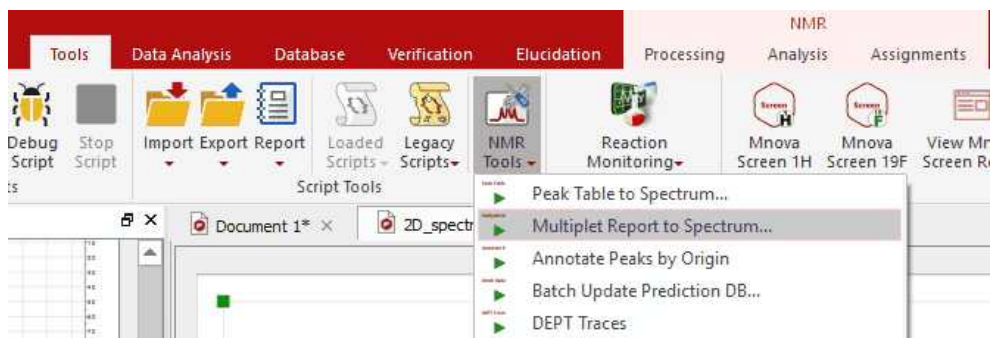 NMR
Tools Data Analysis Database Verification Elucidation Processing Analysis Assignments
Debug Script
Stop Script
Import Export Report
Loaded Scripts
Legacy Scripts
NMR Tools
Reaction Monitoring
Screen H
Mnova Screen 1H
Screen F
Mnova Screen 19F
View
Screen
Script Tools
Peak Table to Spectrum...
Document 1*
2D_spectr
Multiplet Report to Spectrum...
Annotate Peaks by Origin
Batch Update Prediction DB...
DEPT Traces